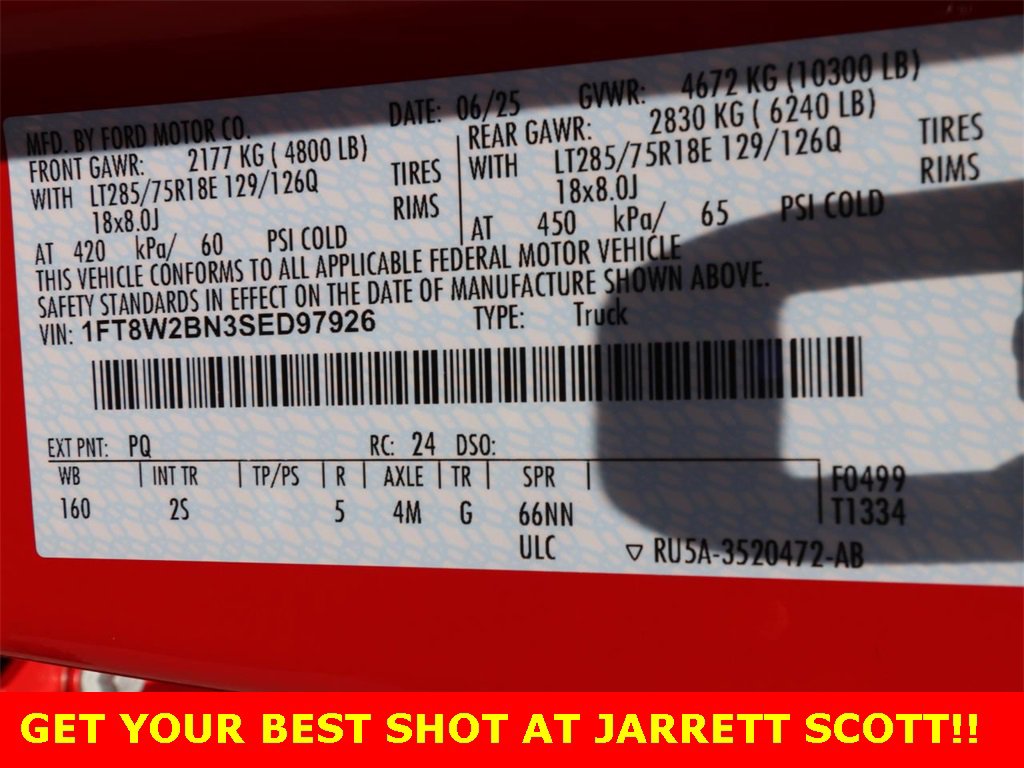 MFD. BY FORD MOTOR CO. DATE: 06/25 GVWR: 4672 KG (10300 LB)
FRONT GAWR: 2177 KG ( 4800 LB) REAR GAWR: 2830 KG ( 6240 LB)
WITH LT285/75R18E 129/126Q TIRES WITH LT285/75R18E 129/126Q TIRES
18x8.0J RIMS 18x8.0J RIMS
AT 420 kPa/ 60 PSI COLD AT 450 kPa/ 65 PSI COLD
THIS VEHICLE CONFORMS TO ALL APPLICABLE FEDERAL MOTOR VEHICLE
SAFETY STANDARDS IN EFFECT ON THE DATE OF MANUFACTURE SHOWN ABOVE.
VIN: 1FT8W2BN3SED97926 TYPE: Truck
EXT PNT: PQ RC: 24 DSO:
WB INT TR TP/PS R AXLE TR SPR F0499
160 2S 5 4M G 66NN T1334
ULC ▽ RU5A-3520472-AB
GET YOUR BEST SHOT AT JARRETT SCOTT!!